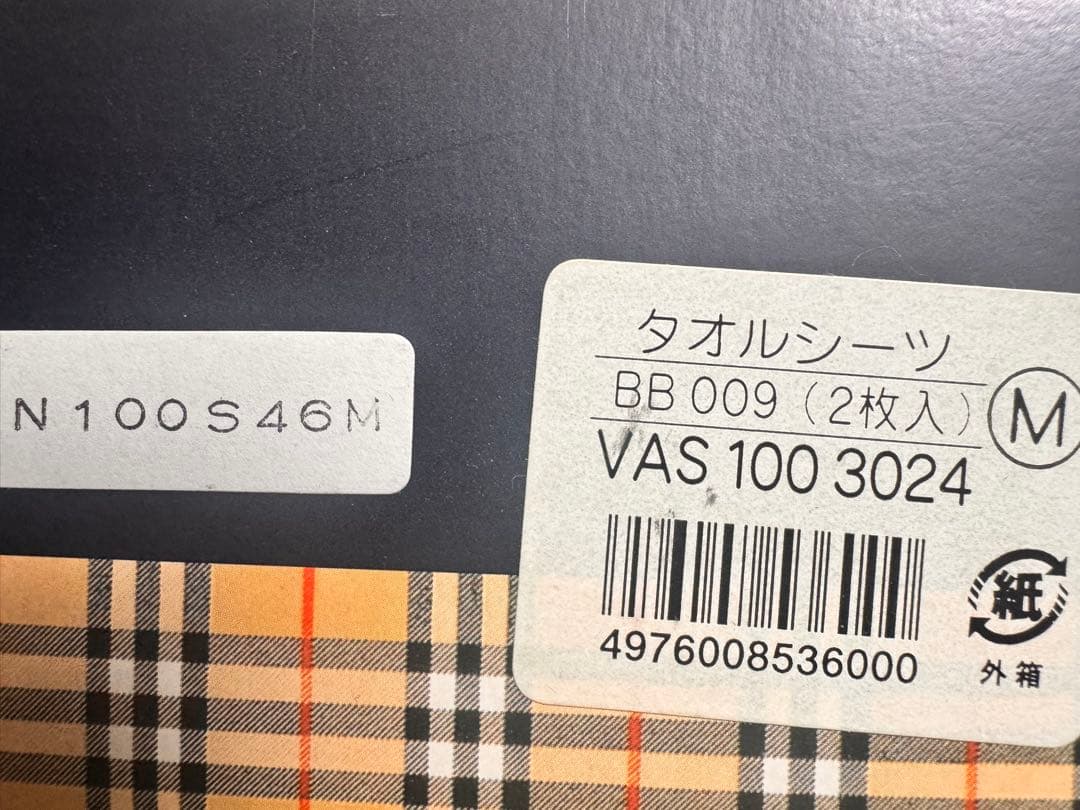 N100S46M
タオルシーツ
BB 009（2枚入）
M
VAS 100 3024
4976008536000
紙
外箱